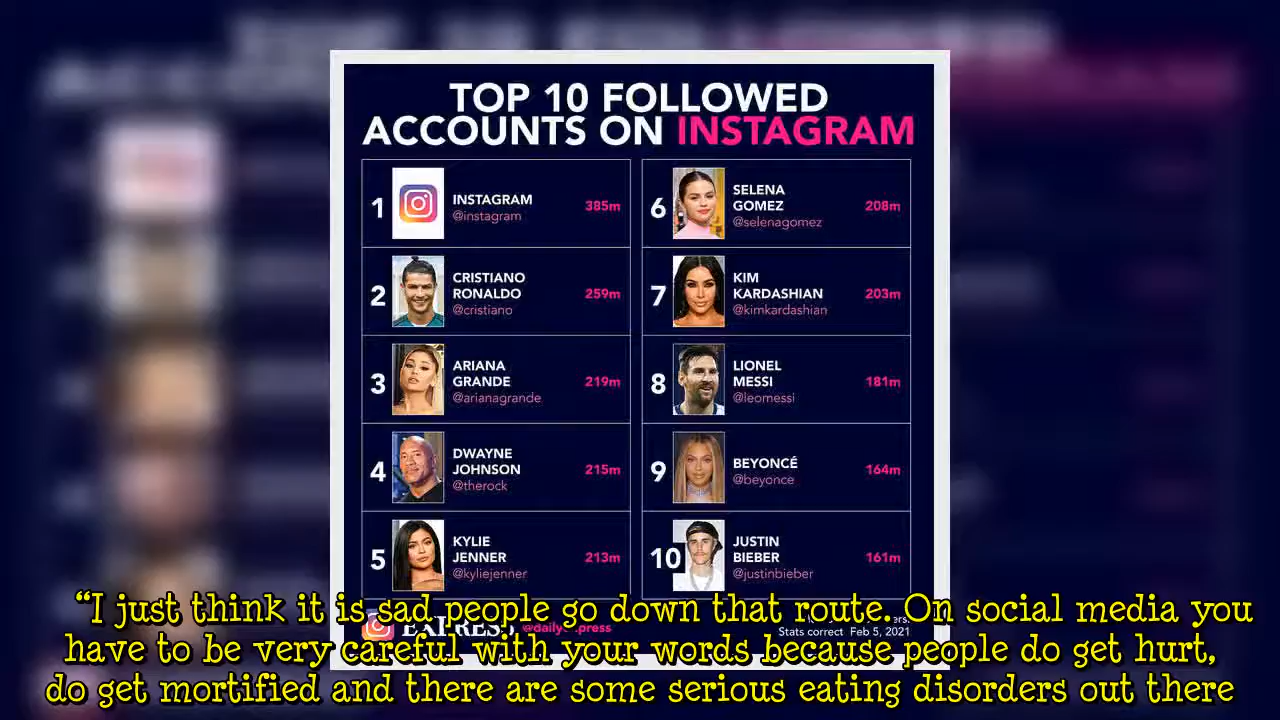 TOP 10 FOLLOWED
ACCOUNTS ON INSTAGRAM
1
INSTAGRAM
@instagram
385m
2
CRISTIANO
RONALDO
@cristiano
259m
3
ARIANA
GRANDE
@arianagrande
219m
4
DWAYNE
JOHNSON
@therock
215m
5
KYLIE
JENNER
@kyliejenner
213m
6
SELENA
GOMEZ
@selenagomez
208m
7
KIM
KARDASHIAN
@kimkardashian
203m
8
LIONEL
MESSI
@leomessi
181m
9
BEYONCÉ
@beyonce
164m
10
JUSTIN
BIEBER
@justinbieber
161m
EXPRESS
Stats correct Feb 5, 2021
“I just think it is sad people go down that route. On social media you
have to be very careful with your words because people do get hurt,
do get mortified and there are some serious eating disorders out there